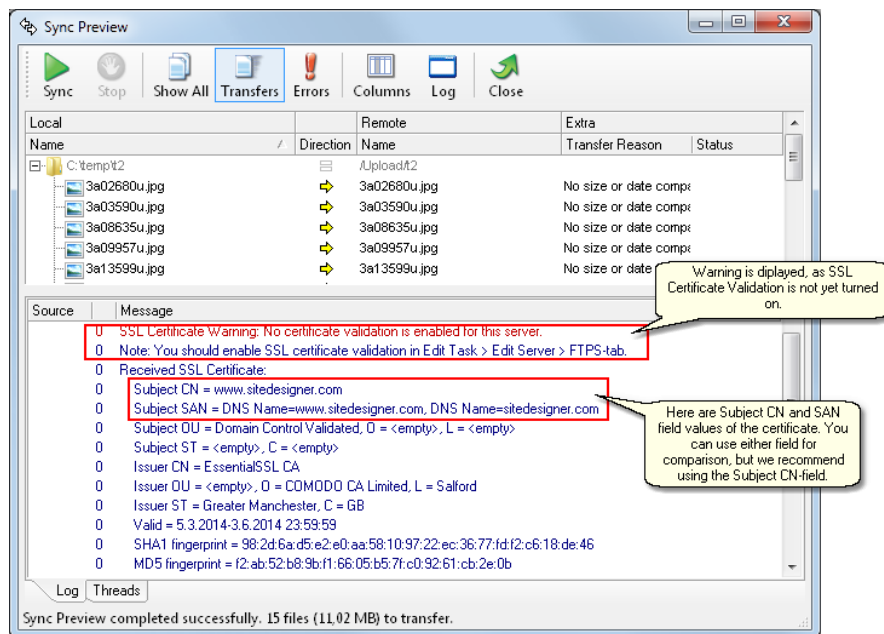 Sync Preview
Sync Stop Show All Transfers Errors Columns Log Close
Local Remote Extra
Name Direction Name Transfer Reason Status
C:\temp\t2 /Upload/t2
3a02680u.jpg 3a02680u.jpg No size or date compa
3a03590u.jpg 3a03590u.jpg No size or date compa
3a08635u.jpg 3a08635u.jpg No size or date compa
3a09957u.jpg 3a09957u.jpg No size or date compa
3a13599u.jpg 3a13599u.jpg No size or date
Warning is diplayed, as SSL
Certificate Validation is not yet turned
on.
Source Message
0 SSL Certificate Warning: No certificate validation is enabled for this server.
0 Note: You should enable SSL certificate validation in Edit Task > Edit Server > FTPS-tab.
0 Received SSL Certificate:
0 Subject CN = www.sitedesigner.com
0 Subject SAN = DNS Name=www.sitedesigner.com, DNS Name=sitedesigner.com
0 Subject OU = Domain Control Validated, O = <empty>, L = <empty>
0 Subject ST = <empty>, C = <empty>
0 Issuer CN = EssentialSSL CA
0 Issuer OU = <empty>, O = COMODO CA Limited, L = Salford
0 Issuer ST = Greater Manchester, C = GB
0 Valid = 5.3.2014-3.6.2014 23:59:59
0 SHA1 fingerprint = 98:2d:6a:d5:e2:e0:aa:58:10:97:22:ec:36:77:fd:f2:c6:18:de:46
0 MD5 fingerprint = f2:ab:52:b8:9b:f1:66:05:b5:7f:c0:92:61:cb:2e:0b
Here are Subject CN and SAN
field values of the certificate. You
can use either field for
comparison, but we recommend
using the Subject CN-field.
Log Threads
Sync Preview completed successfully. 15 files (11,02 MB) to transfer.